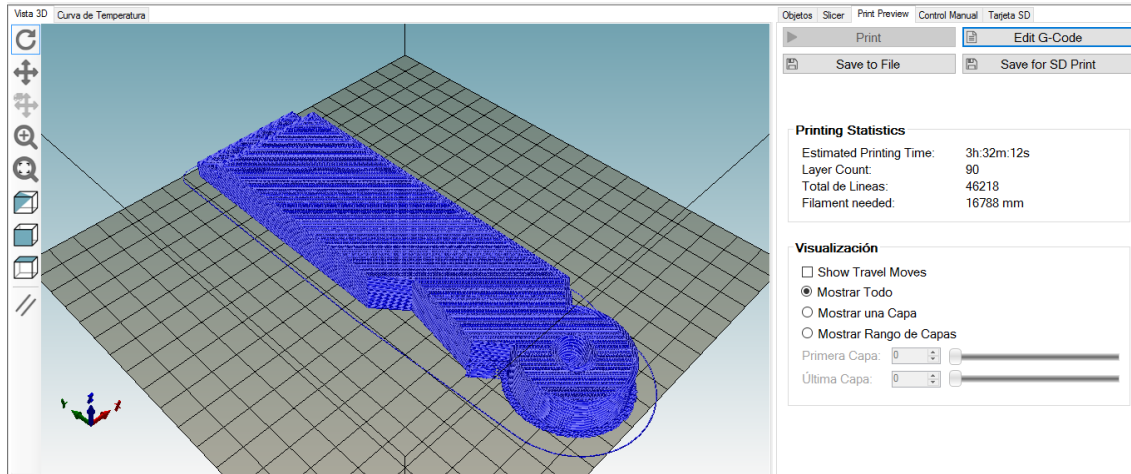 Vista 3D Curva de Temperatura
Objetos Slicer Print Preview Control Manual Tarjeta SD
Print Edit G-Code
Save to File Save for SD Print
Printing Statistics
Estimated Printing Time: 3h:32m:12s
Layer Count: 90
Total de Lineas: 46218
Filament needed: 16788 mm
Visualización
Show Travel Moves
Mostrar Todo
Mostrar una Capa
Mostrar Rango de Capas
Primera Capa: 0
Última Capa: 0